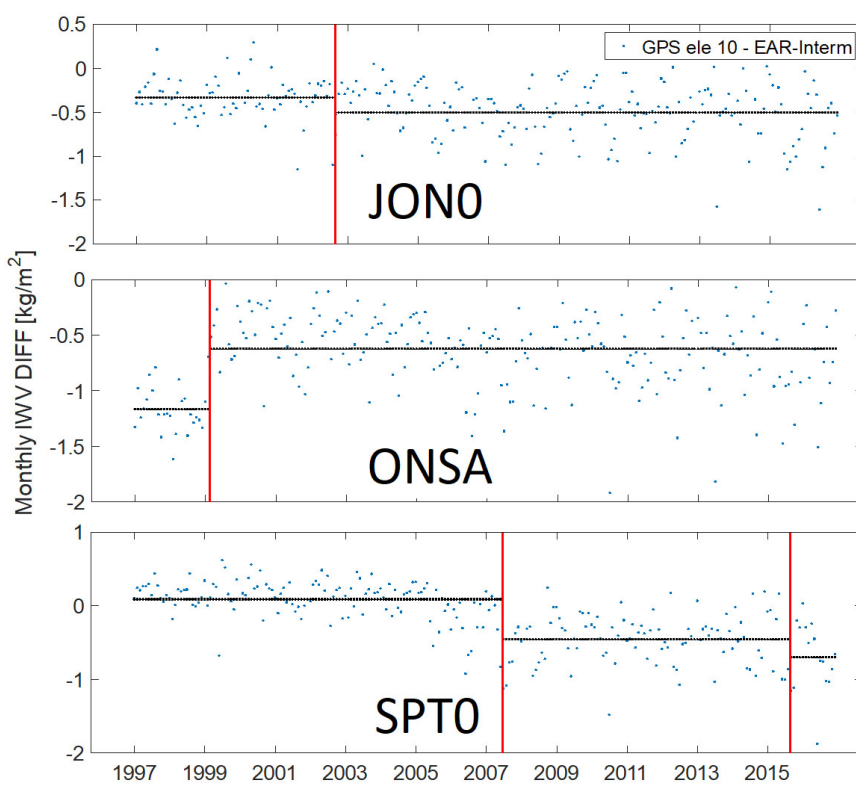 0.5
GPS ele 10 - EAR-Interm
0
-0.5
-1
-1.5
-2
JON0
Monthly IWV DIFF [kg/m²]
0
-0.5
-1
-1.5
-2
ONSA
1
0
-1
-2
SPT0
1997 1999 2001 2003 2005 2007 2009 2011 2013 2015